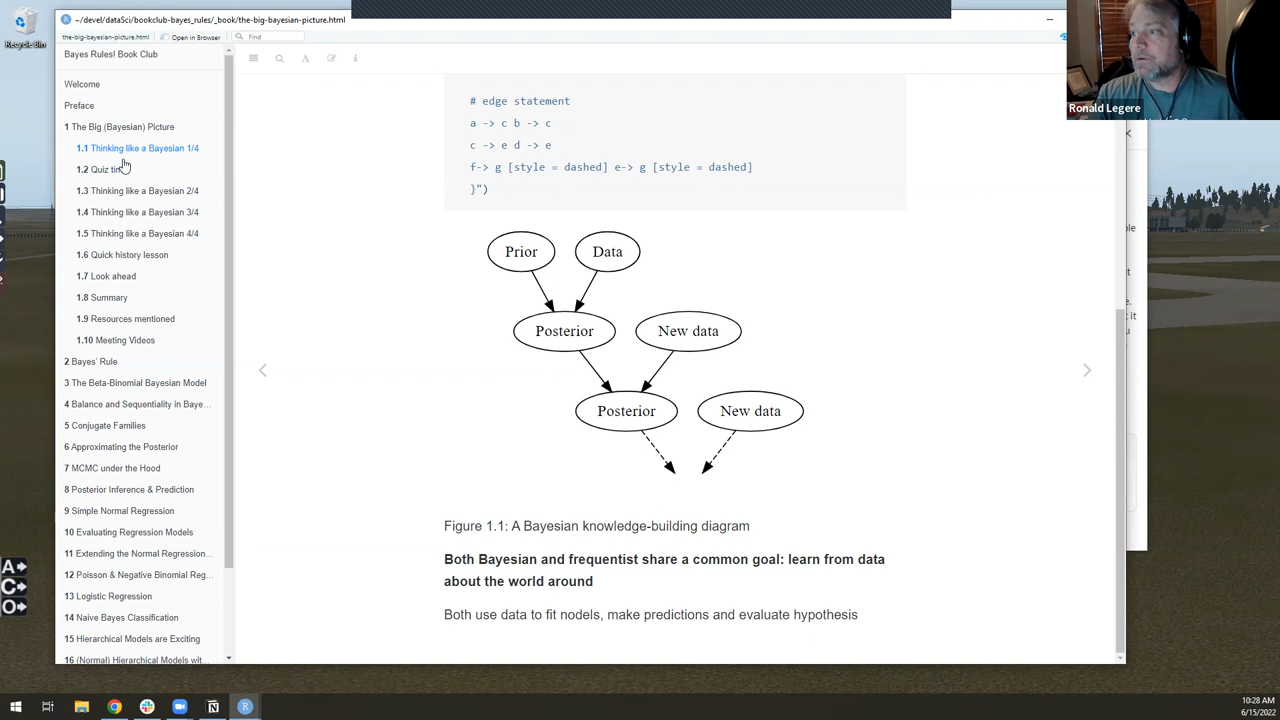 Recycle Bin
~/devel/dataSci/bookclub-bayes_rules/_book/the-big-bayesian-picture.html
the-big-bayesian-picture.html
Open in Browser
Find
Bayes Rules! Book Club
Welcome
Preface
1 The Big (Bayesian) Picture
1.1 Thinking like a Bayesian 1/4
1.2 Quiz tim
1.3 Thinking like a Bayesian 2/4
1.4 Thinking like a Bayesian 3/4
1.5 Thinking like a Bayesian 4/4
1.6 Quick history lesson
1.7 Look ahead
1.8 Summary
1.9 Resources mentioned
1.10 Meeting Videos
2 Bayes' Rule
3 The Beta-Binomial Bayesian Model
4 Balance and Sequentiality in Baye...
5 Conjugate Families
6 Approximating the Posterior
7 MCMC under the Hood
8 Posterior Inference & Prediction
9 Simple Normal Regression
10 Evaluating Regression Models
11 Extending the Normal Regression...
12 Poisson & Negative Binomial Reg...
13 Logistic Regression
14 Naive Bayes Classification
15 Hierarchical Models are Exciting
16 (Normal) Hierarchical Models wit...
# edge statement
a -> c b -> c
c -> e d -> e
f-> g [style = dashed] e-> g [style = dashed]
}")
Prior
Data
Posterior
New data
Posterior
New data
Figure 1.1: A Bayesian knowledge-building diagram
Both Bayesian and frequentist share a common goal: learn from data
about the world around
Both use data to fit nodels, make predictions and evaluate hypothesis
Ronald Legere
A
C
O
10:28 AM
6/15/2022